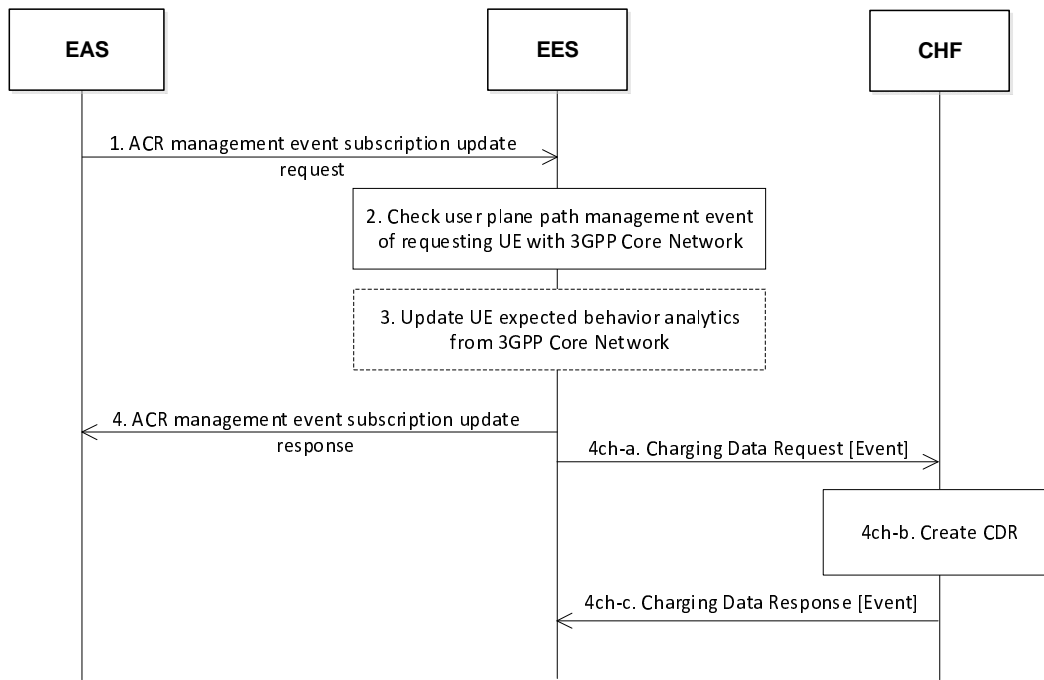 EAS
EES
CHF
1. ACR management event subscription update
request
2. Check user plane path management event
of requesting UE with 3GPP Core Network
3. Update UE expected behavior analytics
from 3GPP Core Network
4. ACR management event subscription update
response
4ch-a. Charging Data Request [Event]
4ch-b. Create CDR
4ch-c. Charging Data Response [Event]